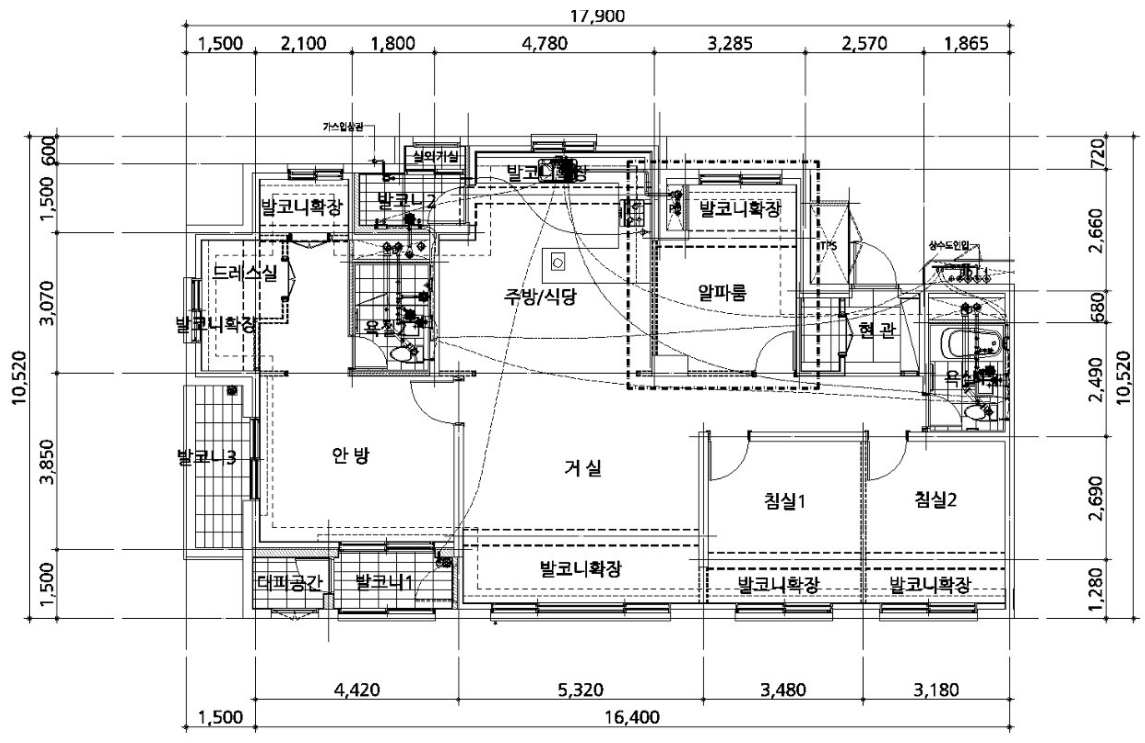 17,900
1,500 2,100 1,800 4,780 3,285 2,570 1,865
가스입상관
실외기실
발코니확장
600
720
1,500
발코니확장
발코니2
발코니확장
2,660
TPS
상수도인입
드레스실
3,070
주방/식당
알파룸
680
발코니확장
욕실2
현관
10,520
2,490
10,520
3,850
발코니3
안방
거실
침실1
침실2
2,690
1,500
대피공간
발코니1
발코니확장
발코니확장
발코니확장
1,280
4,420 5,320 3,480 3,180
1,500 16,400